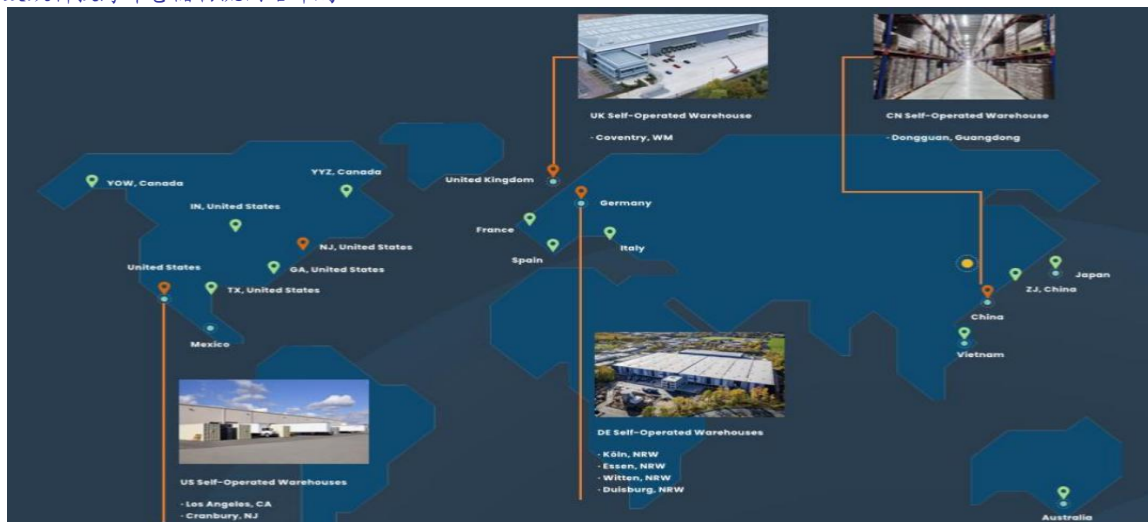 UK Self-Operated Warehouse
· Coventry, WM
CN Self-Operated Warehouse
· Dongguan, Guangdong
YOW, Canada
YYZ, Canada
United Kingdom
IN, United States
Germany
France
NJ, United States
Italy
Spain
United States
GA, United States
Japan
TX, United States
ZJ, China
China
Mexico
Vietnam
DE Self-Operated Warehouses
· Köln, NRW
· Essen, NRW
· Witten, NRW
· Duisburg, NRW
US Self-Operated Warehouses
· Los Angeles, CA
· Cranbury, NJ
Australia